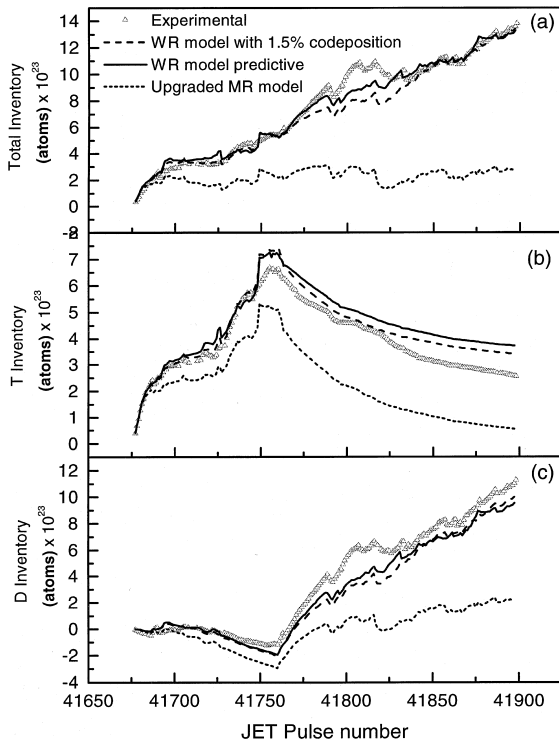 Experimental
WR model with 1.5% codeposition
WR model predictive
Upgraded MR model
(a)
Total Inventory
(atoms) x 10^23
14
12
10
8
6
4
2
0
-2
(b)
T Inventory
(atoms) x 10^23
7
6
5
4
3
2
1
0
(c)
D Inventory
(atoms) x 10^23
12
10
8
6
4
2
0
-2
-4
41650 41700 41750 41800 41850 41900
JET Pulse number